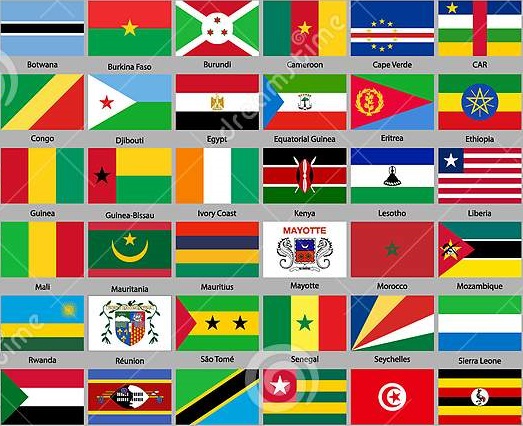 Botwana
Burkina Faso
Burundi
Cameroon
Cape Verde
CAR
Congo
Djibouti
Egypt
Equatorial Guinea
Eritrea
Ethiopia
Guinea
Guinea-Bissau
Ivory Coast
Kenya
Lesotho
Liberia
MAYOTTE
Mali
Mauritania
Mauritius
Mayotte
Morocco
Mozambique
Rwanda
Réunion
São Tomé
Senegal
Seychelles
Sierra Leone
dreamstime